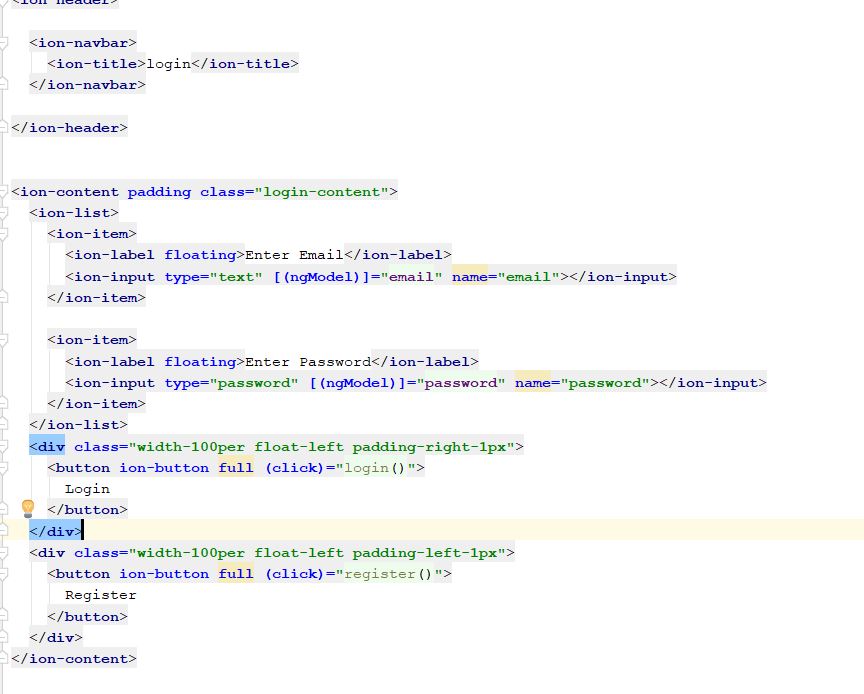 <ion-header>
<ion-navbar>
<ion-title>login</ion-title>
</ion-navbar>
</ion-header>
<ion-content padding class="login-content">
<ion-list>
<ion-item>
<ion-label floating>Enter Email</ion-label>
<ion-input type="text" [(ngModel)]="email" name="email"></ion-input>
</ion-item>
<ion-item>
<ion-label floating>Enter Password</ion-label>
<ion-input type="password" [(ngModel)]="password" name="password"></ion-input>
</ion-item>
</ion-list>
<div class="width-100per float-left padding-right-1px">
<button ion-button full (click)="login()">
Login
</button>
</div>
<div class="width-100per float-left padding-left-1px">
<button ion-button full (click)="register()">
Register
</button>
</div>
</ion-content>